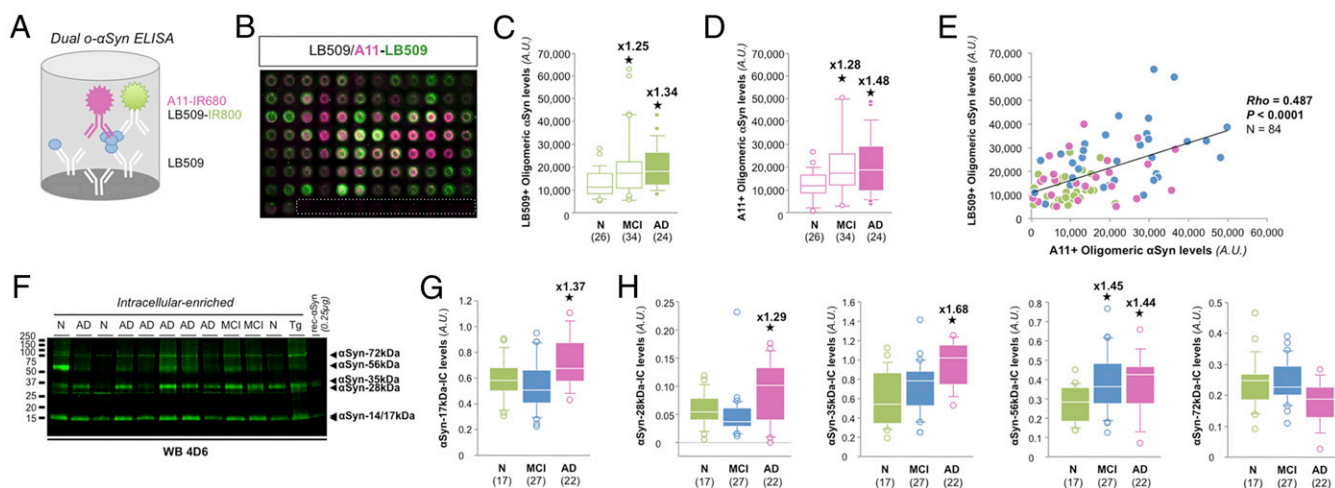 A
Dual o-αSyn ELISA
A11-IR680
LB509-IR800
LB509
B
LB509/A11-LB509
C
LB509+ Oligomeric αSyn levels (A.U.)
70,000
60,000
50,000
40,000
30,000
20,000
10,000
0
x1.25
★
x1.34
★
N
MCI
AD
(26)
(34)
(24)
D
A11+ Oligomeric αSyn levels (A.U.)
70,000
60,000
50,000
40,000
30,000
20,000
10,000
0
x1.28
★
x1.48
★
N
MCI
AD
(26)
(34)
(24)
E
LB509+ Oligomeric αSyn levels (A.U.)
70,000
60,000
50,000
40,000
30,000
20,000
10,000
0
Rho = 0.487
P < 0.0001
N = 84
0 10,000 20,000 30,000 40,000 50,000 60,000
A11+ Oligomeric αSyn levels (A.U.)
F
Intracellular-enriched
N AD N AD AD AD AD MCI MCI N Tg
rec-αSyn
(0.25μg)
250
150
100
75
50
37
25
20
15
αSyn-72kDa
αSyn-56kDa
αSyn-35kDa
αSyn-28kDa
αSyn-14/17kDa
WB 4D6
G
αSyn-17kDa-IC levels (A.U.)
1.2
1.0
0.8
0.6
0.4
0.2
0
x1.37
★
N
MCI
AD
(17)
(27)
(22)
H
αSyn-28kDa-IC levels (A.U.)
0.25
0.20
0.15
0.10
0.05
0
x1.29
★
N
MCI
AD
(17)
(27)
(22)
αSyn-35kDa-IC levels (A.U.)
1.6
1.4
1.2
1.0
0.8
0.6
0.4
0.2
0
x1.68
★
N
MCI
AD
(17)
(27)
(22)
αSyn-56kDa-IC levels (A.U.)
1.0
0.8
0.6
0.4
0.2
0
x1.45
★
x1.44
★
N
MCI
AD
(17)
(27)
(22)
αSyn-72kDa-IC levels (A.U.)
0.5
0.4
0.3
0.2
0.1
0
N
MCI
AD
(17)
(27)
(22)